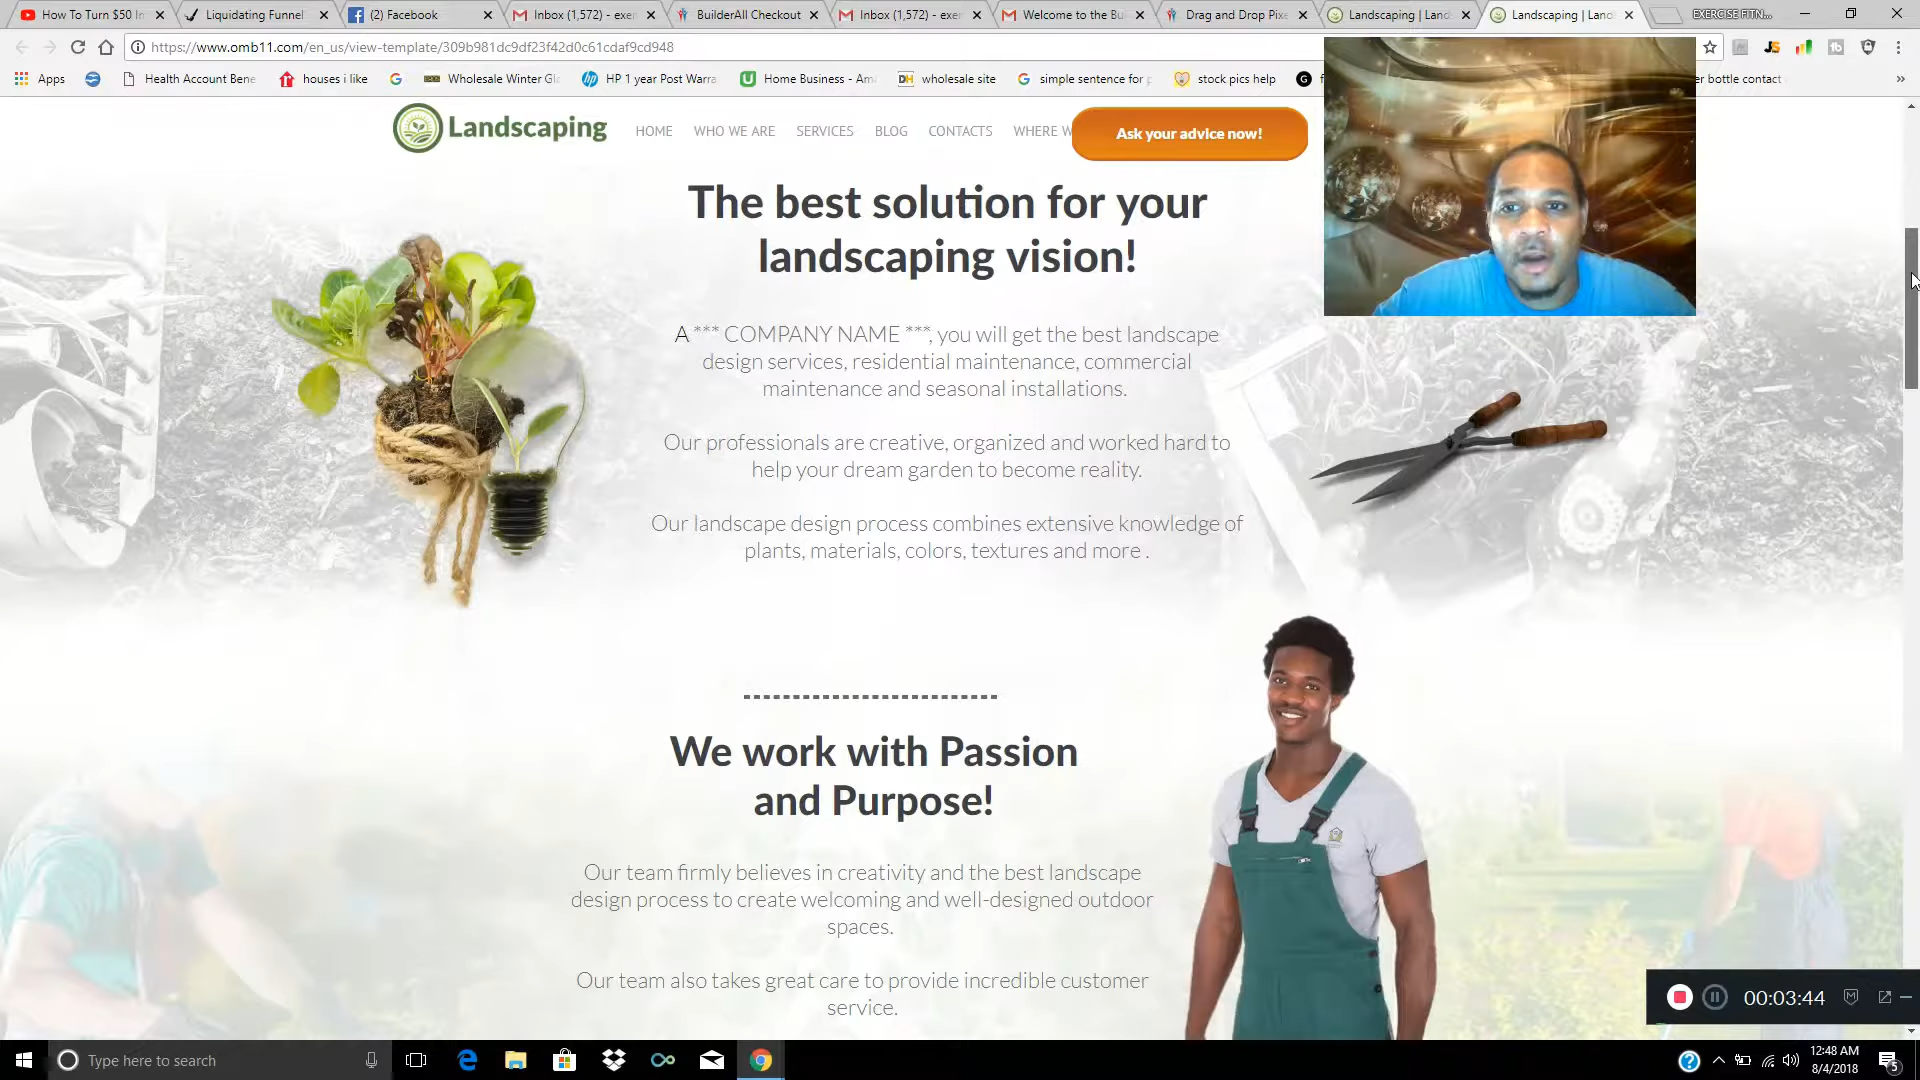 How To Turn $50 In
Liquidating Funnel
(2) Facebook
Inbox (1,572) - exer
BuilderAll Checkout
Inbox (1,572) - exer
Welcome to the Bu
Drag and Drop Pixe
Landscaping | Land
Landscaping | Land
EXERCISE FITN...
https://www.omb11.com/en_us/view-template/309b981dc9df23f42d0c61cdaf9cd948
Apps
Health Account Bene
houses i like
Wholesale Winter Gl
HP 1 year Post Warra
Home Business - Am
wholesale site
simple sentence for
stock pics help
er bottle contact
Landscaping
HOME
WHO WE ARE
SERVICES
BLOG
CONTACTS
WHERE W
Ask your advice now!
The best solution for your
landscaping vision!
A *** COMPANY NAME ***, you will get the best landscape
design services, residential maintenance, commercial
maintenance and seasonal installations.
Our professionals are creative, organized and worked hard to
help your dream garden to become reality.
Our landscape design process combines extensive knowledge of
plants, materials, colors, textures and more .
We work with Passion
and Purpose!
Our team firmly believes in creativity and the best landscape
design process to create welcoming and well-designed outdoor
spaces.
Our team also takes great care to provide incredible customer
service.
00:03:44
Type here to search
12:48 AM
8/4/2018
5